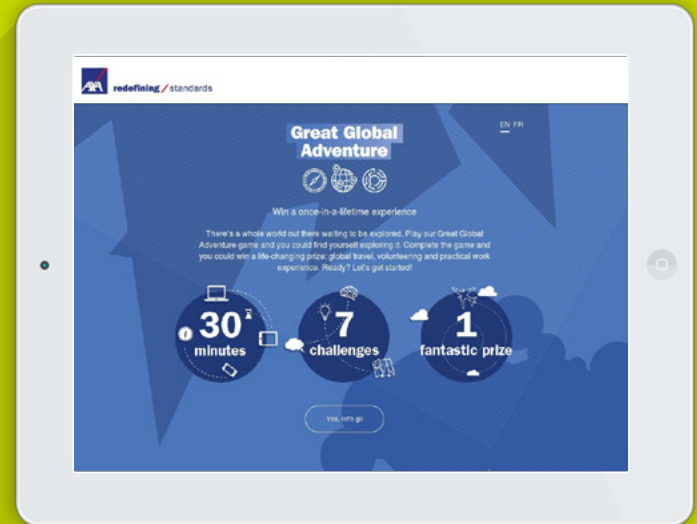 AXA redefining / standards
EN FR
Great Global
Adventure
Win a once-in-a-lifetime experience
There's a whole world out there waiting to be explored. Play our Great Global
Adventure game and you could find yourself exploring it. Complete the game and
you could win a life-changing prize: global travel, volunteering and practical work
experience. Ready? Let's get started!
30 7 1
minutes challenges fantastic prize
Yes, let's go